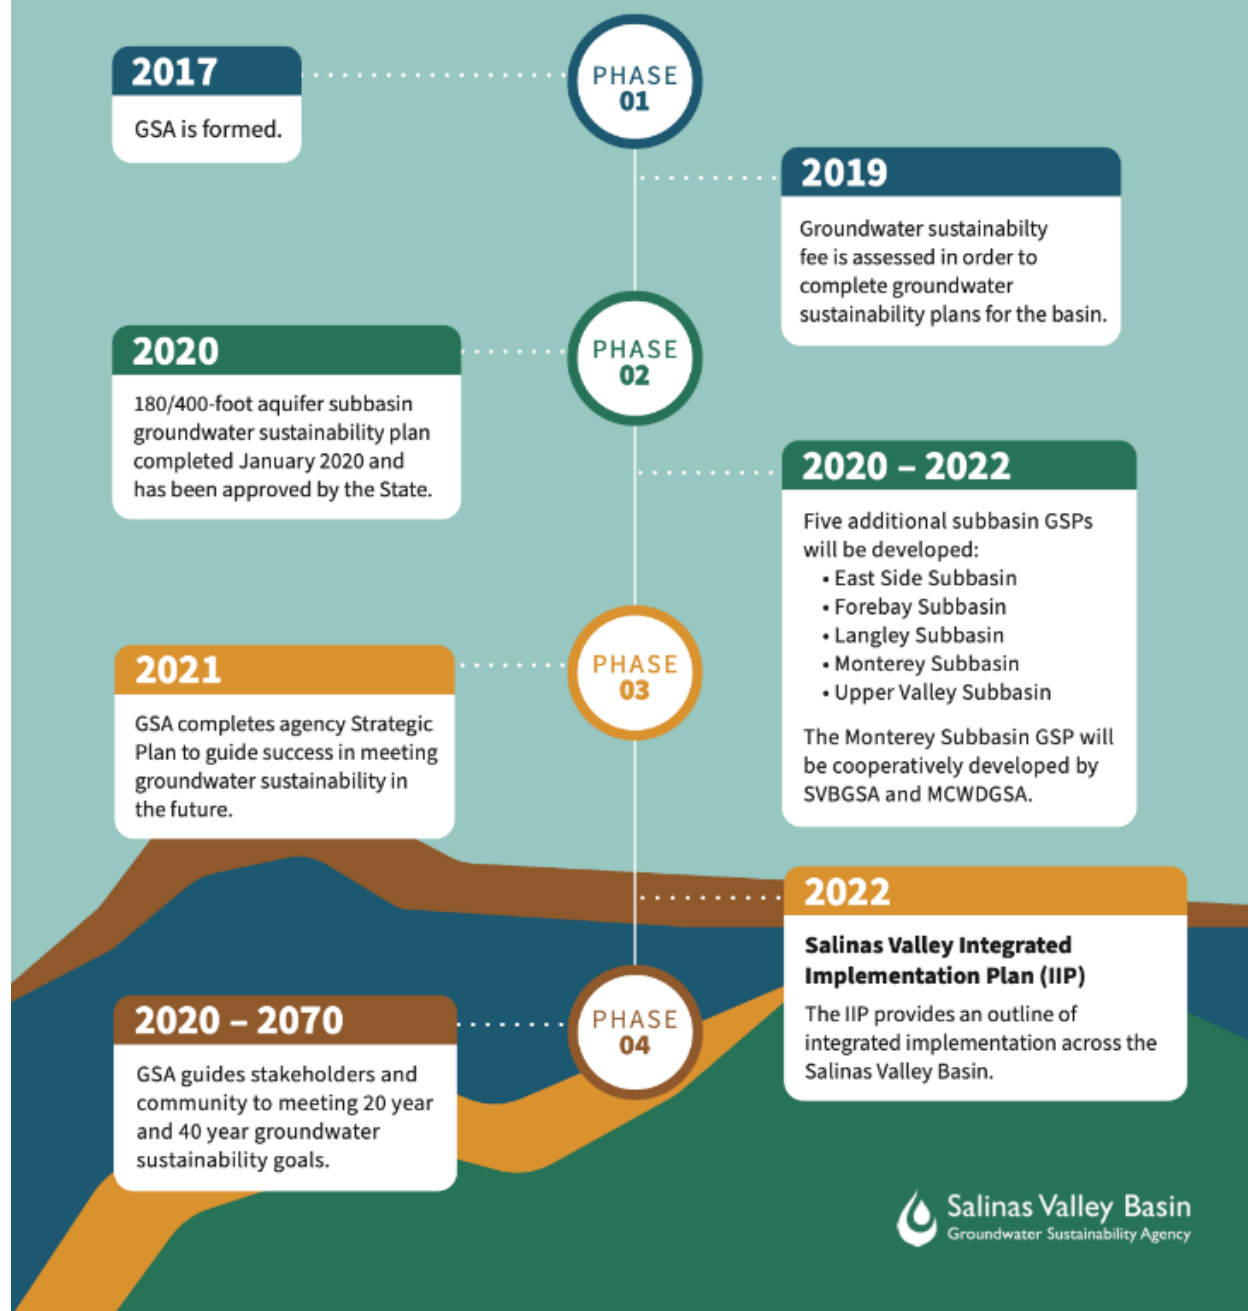 PHASE
01
2017
GSA is formed.
2019
Groundwater sustainabilty
fee is assessed in order to
complete groundwater
sustainability plans for the basin.
PHASE
02
2020
180/400-foot aquifer subbasin
groundwater sustainability plan
completed January 2020 and
has been approved by the State.
2020 – 2022
Five additional subbasin GSPs
will be developed:
• East Side Subbasin
• Forebay Subbasin
• Langley Subbasin
• Monterey Subbasin
• Upper Valley Subbasin
The Monterey Subbasin GSP will
be cooperatively developed by
SVBGSA and MCWDGSA.
PHASE
03
2021
GSA completes agency Strategic
Plan to guide success in meeting
groundwater sustainability in
the future.
2022
Salinas Valley Integrated
Implementation Plan (IIP)
The IIP provides an outline of
integrated implementation across the
Salinas Valley Basin.
PHASE
04
2020 – 2070
GSA guides stakeholders and
community to meeting 20 year
and 40 year groundwater
sustainability goals.
Salinas Valley Basin
Groundwater Sustainability Agency